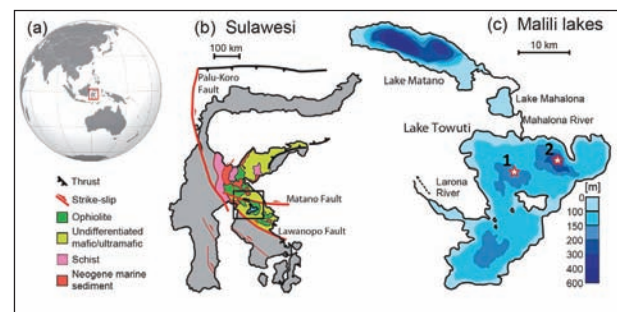 (a)
(b) Sulawesi
(c) Malili lakes
100 km
10 km
Palu-Koro
Fault
Lake Matano
Lake Mahalona
Mahalona River
Lake Towuti
1
2
Larona
River
[m]
0
50
100
150
200
300
400
600
Matano Fault
Lawanopo Fault
Thrust
Strike-slip
Ophiolite
Undifferentiated
mafic/ultramafic
Schist
Neogene marine
sediment